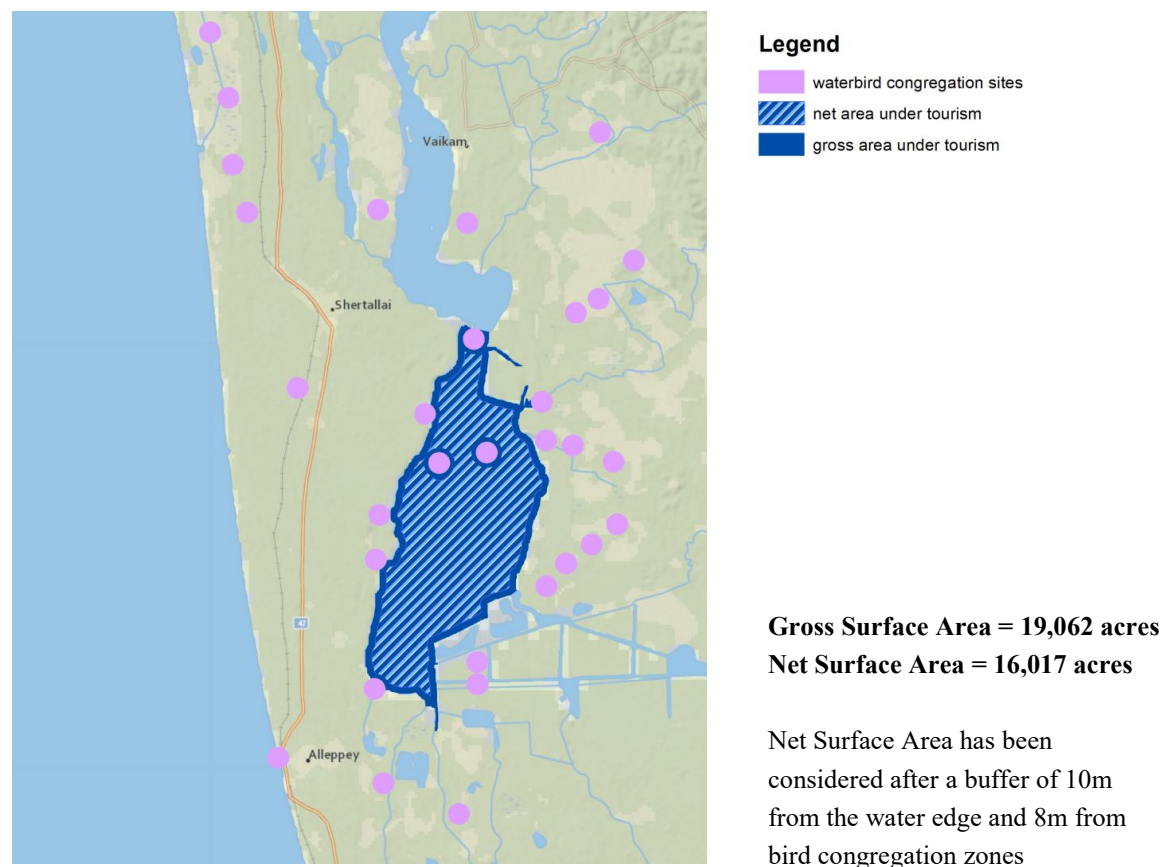 Legend
waterbird congregation sites
net area under tourism
gross area under tourism
Vaikam
Shertallai
47
Alleppey
Gross Surface Area = 19,062 acres
Net Surface Area = 16,017 acres
Net Surface Area has been
considered after a buffer of 10m
from the water edge and 8m from
bird congregation zones